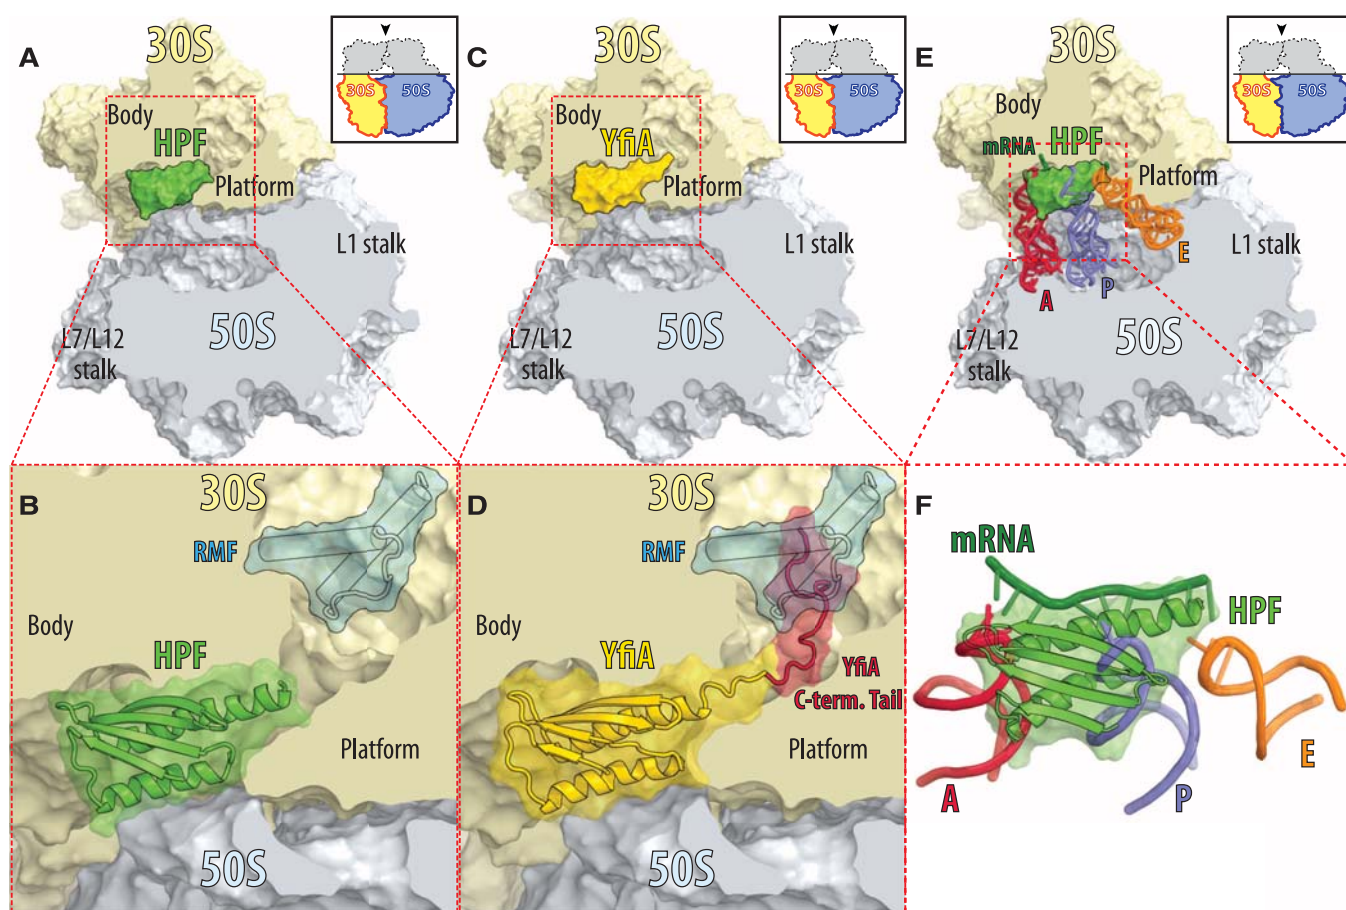 A
30S
Body
HPF
Platform
L1 stalk
50S
L7/L12
stalk
30S
50S
C
30S
Body
YfiA
Platform
L1 stalk
50S
L7/L12
stalk
30S
50S
E
30S
Body
mRNA
HPF
Platform
L1 stalk
E
A
P
50S
L7/L12
stalk
30S
50S
B
30S
RMF
Body
HPF
Platform
50S
D
30S
RMF
Body
YfiA
YfiA
C-term. Tail
Platform
50S
F
mRNA
HPF
E
A
P